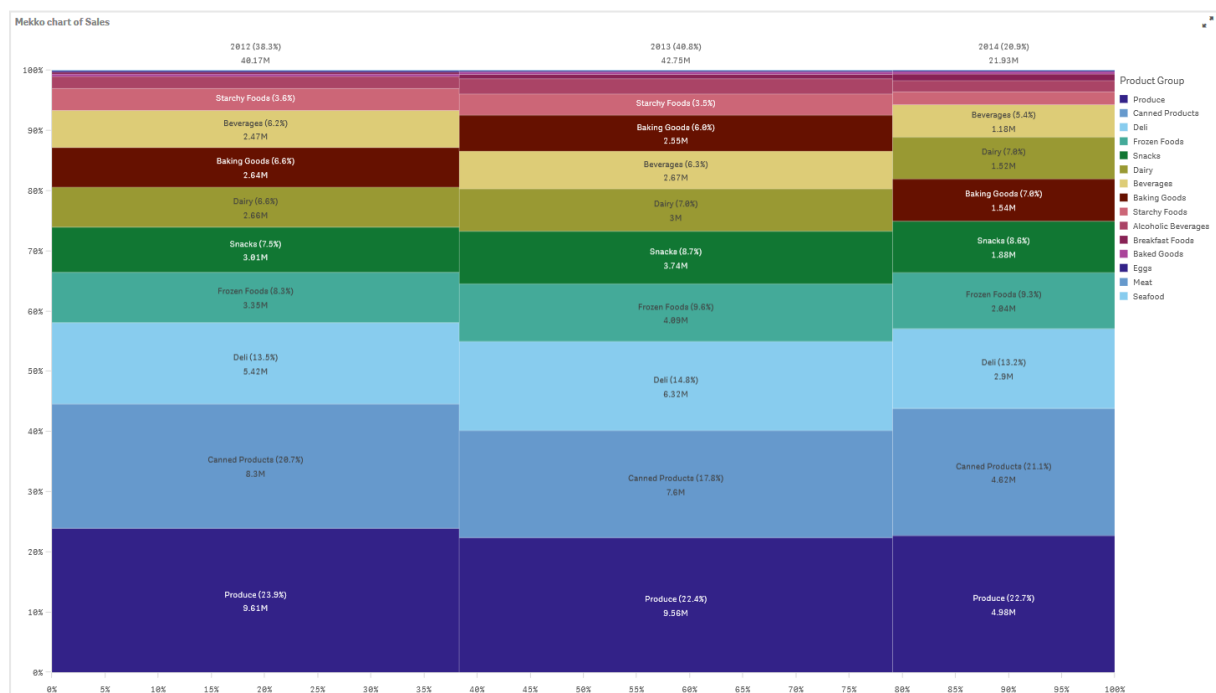 Mekko chart of Sales
2012 (38.3%)
40.17M
2013 (40.8%)
42.75M
2014 (20.9%)
21.93M
100%
90%
80%
70%
60%
50%
40%
30%
20%
10%
0%
Starchy Foods (3.6%)
Beverages (6.2%)
2.47M
Baking Goods (6.6%)
2.64M
Dairy (6.6%)
2.66M
Snacks (7.5%)
3.01M
Frozen Foods (8.3%)
3.35M
Deli (13.5%)
5.42M
Canned Products (20.7%)
8.3M
Produce (23.9%)
9.61M
Starchy Foods (3.5%)
Baking Goods (6.0%)
2.55M
Beverages (6.3%)
2.67M
Dairy (7.0%)
3M
Snacks (8.7%)
3.74M
Frozen Foods (9.6%)
4.09M
Deli (14.8%)
6.32M
Canned Products (17.8%)
7.6M
Produce (22.4%)
9.56M
Beverages (5.4%)
1.18M
Dairy (7.0%)
1.52M
Baking Goods (7.0%)
1.54M
Snacks (8.6%)
1.88M
Frozen Foods (9.3%)
2.04M
Deli (13.2%)
2.9M
Canned Products (21.1%)
4.62M
Produce (22.7%)
4.98M
Product Group
Produce
Canned Products
Deli
Frozen Foods
Snacks
Dairy
Beverages
Baking Goods
Starchy Foods
Alcoholic Beverages
Breakfast Foods
Baked Goods
Eggs
Meat
Seafood
0% 5% 10% 15% 20% 25% 30% 35% 40% 45% 50% 55% 60% 65% 70% 75% 80% 85% 90% 95% 100%